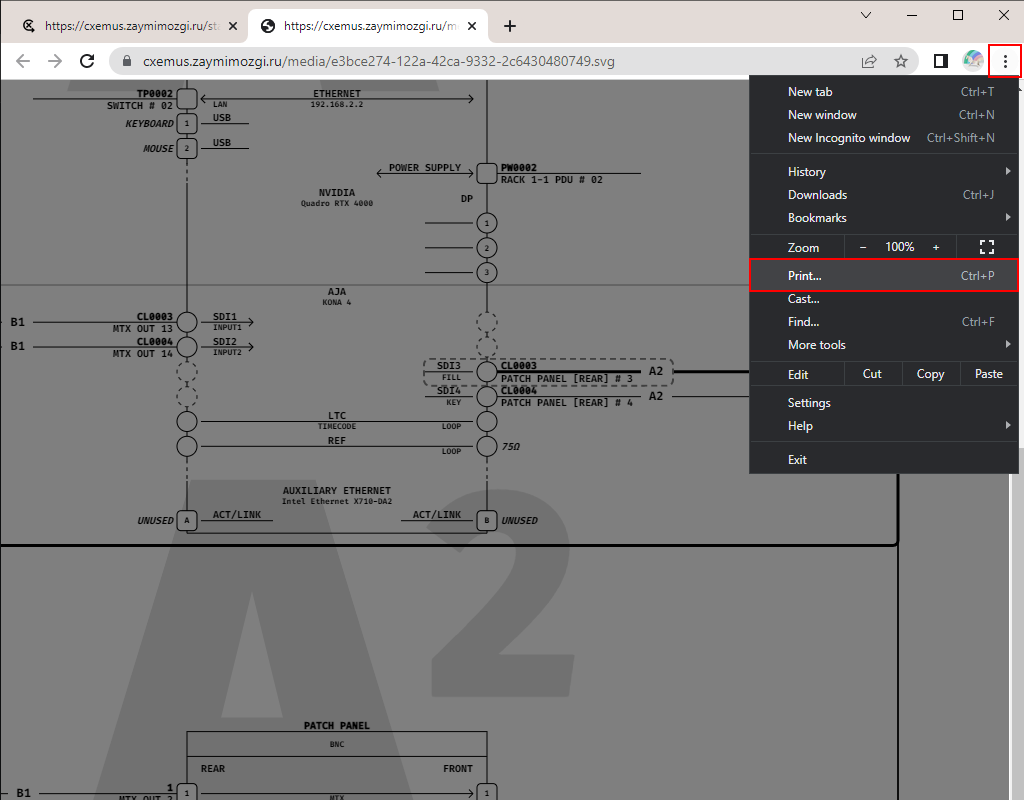 https://cxemus.zaymimozgi.ru/sta
https://cxemus.zaymimozgi.ru/m
cxemus.zaymimozgi.ru/media/e3bce274-122a-42ca-9332-2c6430480749.svg
New tab Ctrl+T
New window Ctrl+N
New Incognito window Ctrl+Shift+N
History
Downloads Ctrl+J
Bookmarks
Zoom − 100% +
Print... Ctrl+P
Cast...
Find... Ctrl+F
More tools
Edit Cut Copy Paste
Settings
Help
Exit
TP0002 ETHERNET
SWITCH # 02 LAN 192.168.2.2
KEYBOARD 1 USB
MOUSE 2 USB
POWER SUPPLY PW0002
RACK 1-1 PDU # 02
NVIDIA
Quadro RTX 4000
DP
1
2
3
AJA
KONA 4
B1 CL0003 SDI1
MTX OUT 13 INPUT1
B1 CL0004 SDI2
MTX OUT 14 INPUT2
SDI3 CL0003 A2
FILL PATCH PANEL [REAR] # 3
SDI4 CL0004 A2
KEY PATCH PANEL [REAR] # 4
LTC
TIMECODE LOOP
REF 75Ω
LOOP
AUXILIARY ETHERNET
Intel Ethernet X710-DA2
UNUSED A ACT/LINK ACT/LINK B UNUSED
A2
PATCH PANEL
BNC
REAR FRONT
B1 1 1 1
MTX OUT 2 MTX